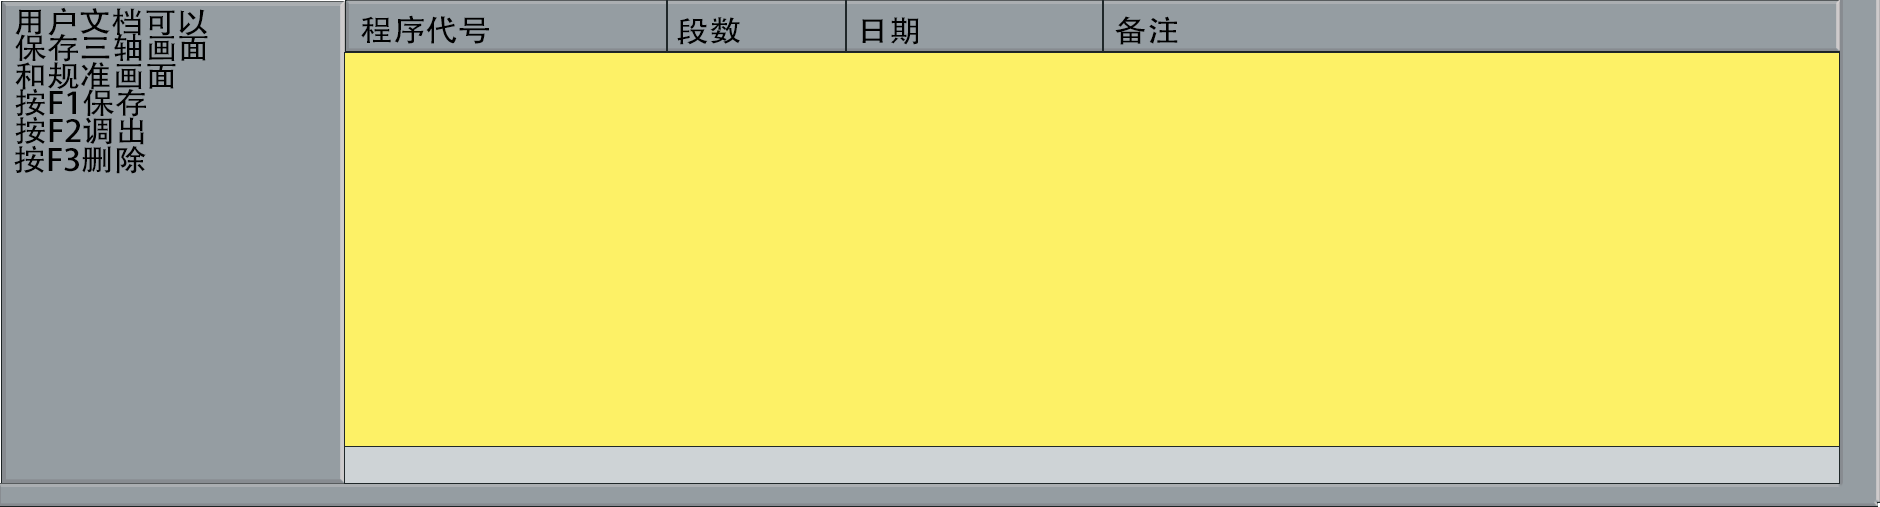 用户文档可以
保存三轴画面
和规准画面
按F1保存
按F2调出
按F3删除
程序代号 段数 日期 备注